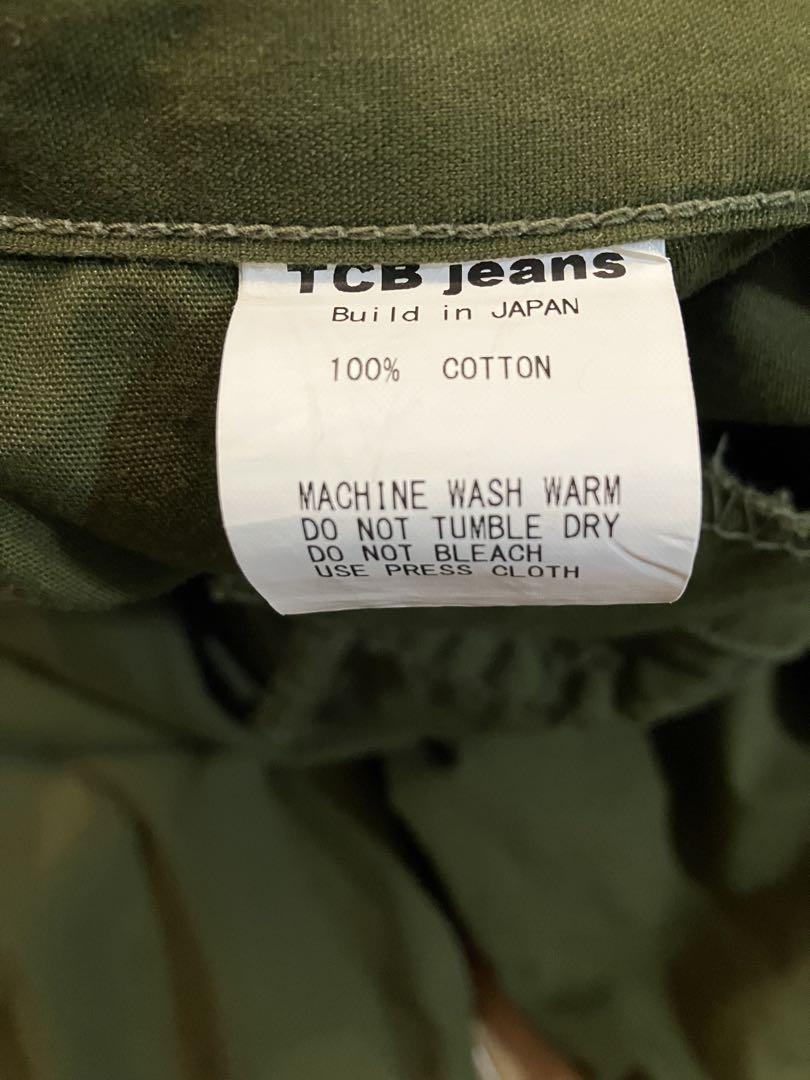 TCB jeans
Build in JAPAN
100% COTTON
MACHINE WASH WARM
DO NOT TUMBLE DRY
DO NOT BLEACH
USE PRESS CLOTH